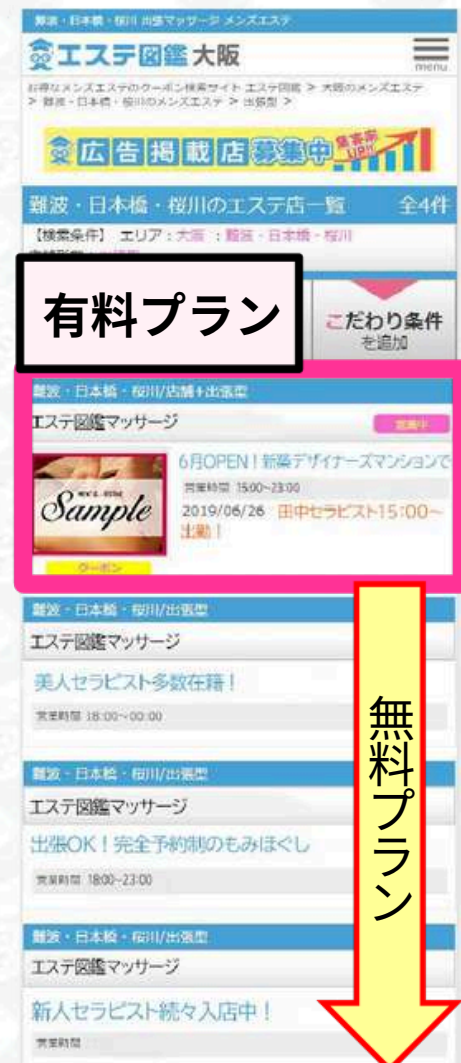 難波・日本橋・桜川 出張マッサージ メンズエステ
エステ図鑑大阪
menu
お得なメンズエステのクーポン検索サイト エステ図鑑 > 大阪のメンズエステ
> 難波・日本橋・桜川のメンズエステ > 出張型 >
広告掲載店募集中
難波・日本橋・桜川のエステ店一覧 全4件
【検索条件】 エリア:大阪 :難波・日本橋・桜川
有料プラン
こだわり条件
を追加
難波・日本橋・桜川/店舗+出張型
エステ図鑑マッサージ
営業中
6月OPEN!新築デザイナーズマンションで
営業時間 15:00~23:00
Sample
2019/06/26 田中セラピスト15:00~
出勤!
クーポン
難波・日本橋・桜川/出張型
エステ図鑑マッサージ
美人セラピスト多数在籍!
営業時間 18:00~00:00
無料プラン
難波・日本橋・桜川/出張型
エステ図鑑マッサージ
出張OK!完全予約制のもみほぐし
営業時間 18:00~23:00
難波・日本橋・桜川/出張型
エステ図鑑マッサージ
新人セラピスト続々入店中!
営業時間